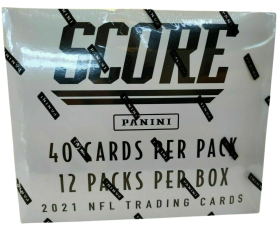 SCORE
PANINI
40 CARDS PER PACK
12 PACKS PER BOX
2021 NFL TRADING CARDS